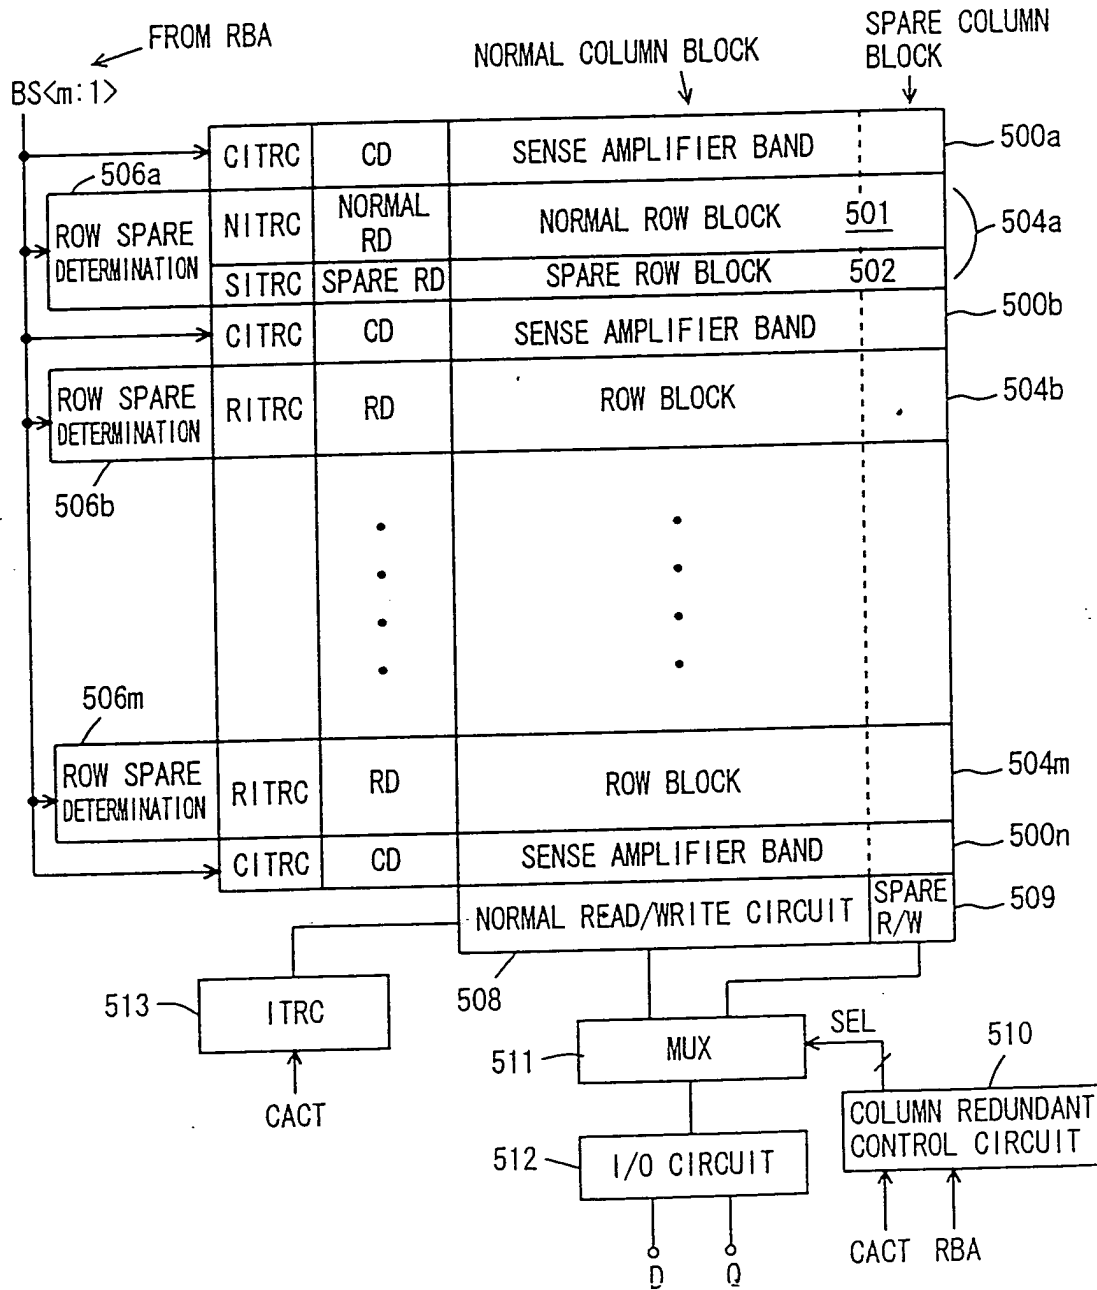 FROM RBA
BS<m:1>
NORMAL COLUMN BLOCK
SPARE COLUMN
BLOCK
CITRC
CD
SENSE AMPLIFIER BAND
500a
506a
ROW SPARE
DETERMINATION
NITRC
NORMAL
RD
NORMAL ROW BLOCK
501
504a
SITRC
SPARE RD
SPARE ROW BLOCK
502
CITRC
CD
SENSE AMPLIFIER BAND
500b
ROW SPARE
DETERMINATION
RITRC
RD
ROW BLOCK
504b
506b
506m
ROW SPARE
DETERMINATION
RITRC
RD
ROW BLOCK
504m
CITRC
CD
SENSE AMPLIFIER BAND
500n
NORMAL READ/WRITE CIRCUIT
SPARE
R/W
509
508
513
ITRC
CACT
511
MUX
SEL
510
COLUMN REDUNDANT
CONTROL CIRCUIT
512
I/O CIRCUIT
CACT
RBA
D
Q